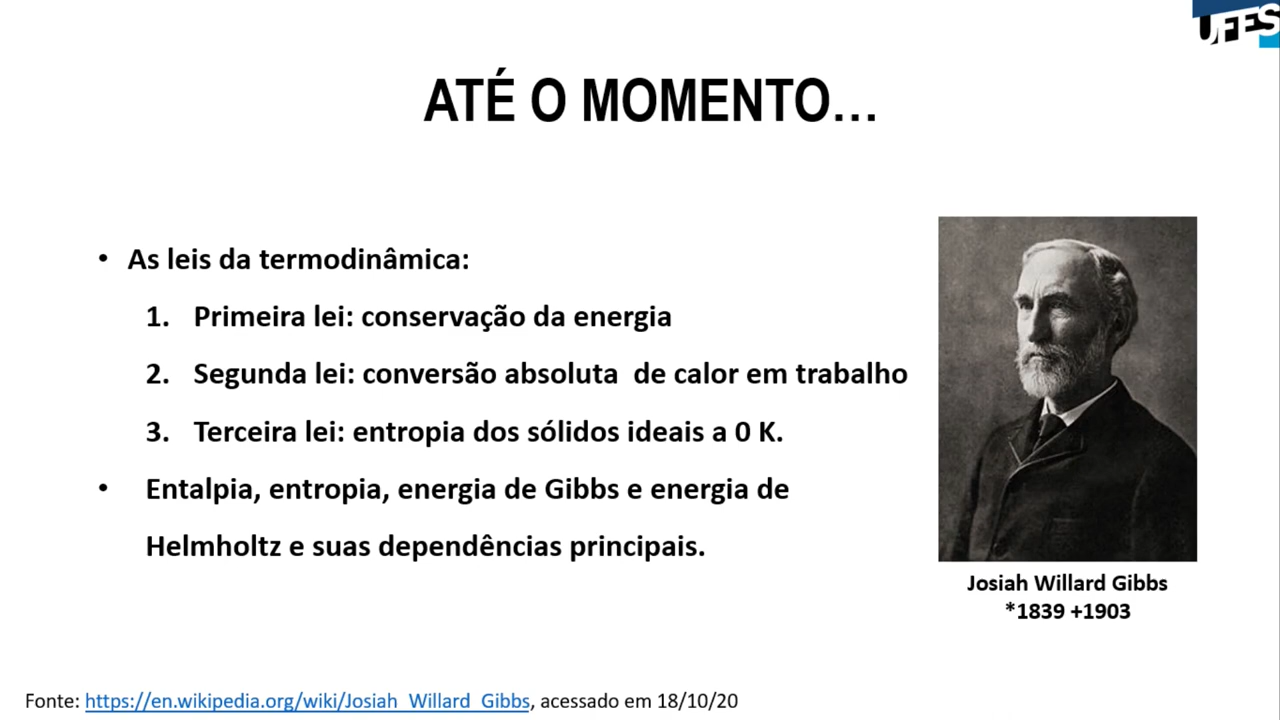 UFES
ATÉ O MOMENTO...
• As leis da termodinâmica:
1. Primeira lei: conservação da energia
2. Segunda lei: conversão absoluta de calor em trabalho
3. Terceira lei: entropia dos sólidos ideais a 0 K.
• Entalpia, entropia, energia de Gibbs e energia de
Helmholtz e suas dependências principais.
Josiah Willard Gibbs
*1839 +1903
Fonte: https://en.wikipedia.org/wiki/Josiah_Willard_Gibbs, acessado em 18/10/20